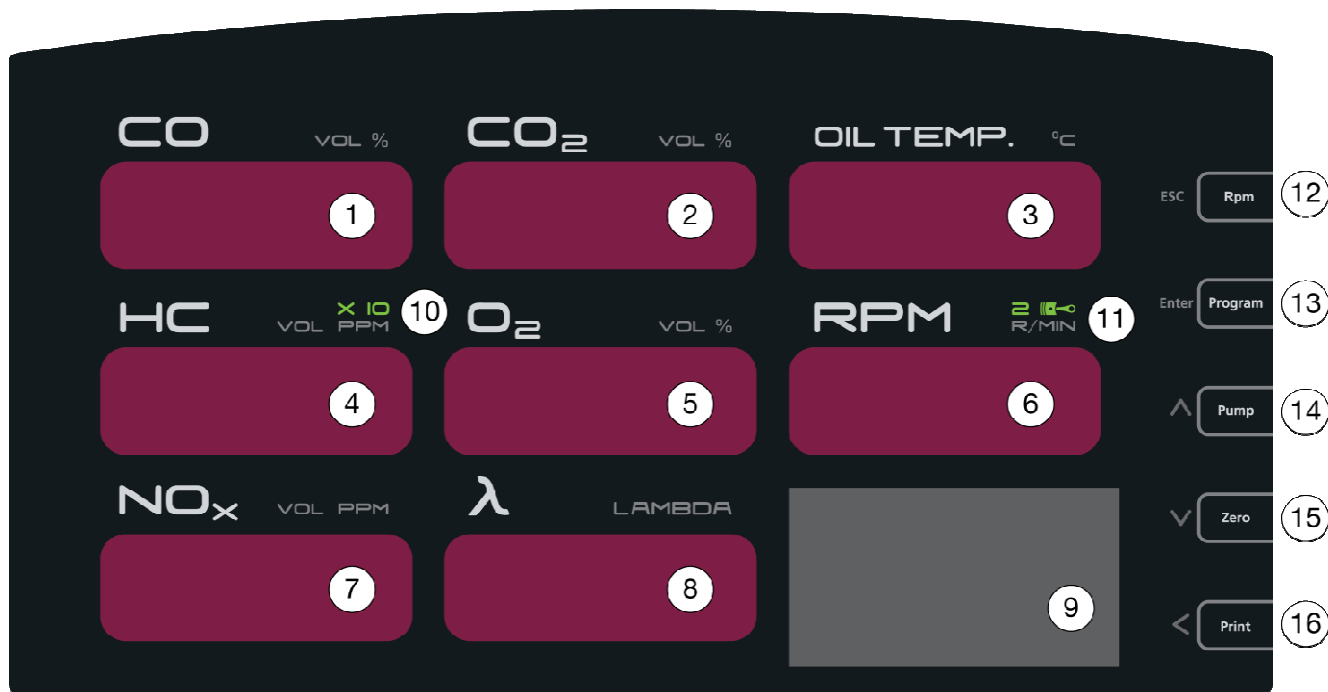 CO VOL %
CO₂ VOL %
OIL TEMP. °C
1
2
3
ESC Rpm 12
HC VOL X 10 PPM 10
O₂ VOL %
RPM 2 R/MIN 11
Enter Program 13
4
5
6
Pump 14
NOx VOL PPM
λ LAMBDA
Zero 15
7
8
9
Print 16